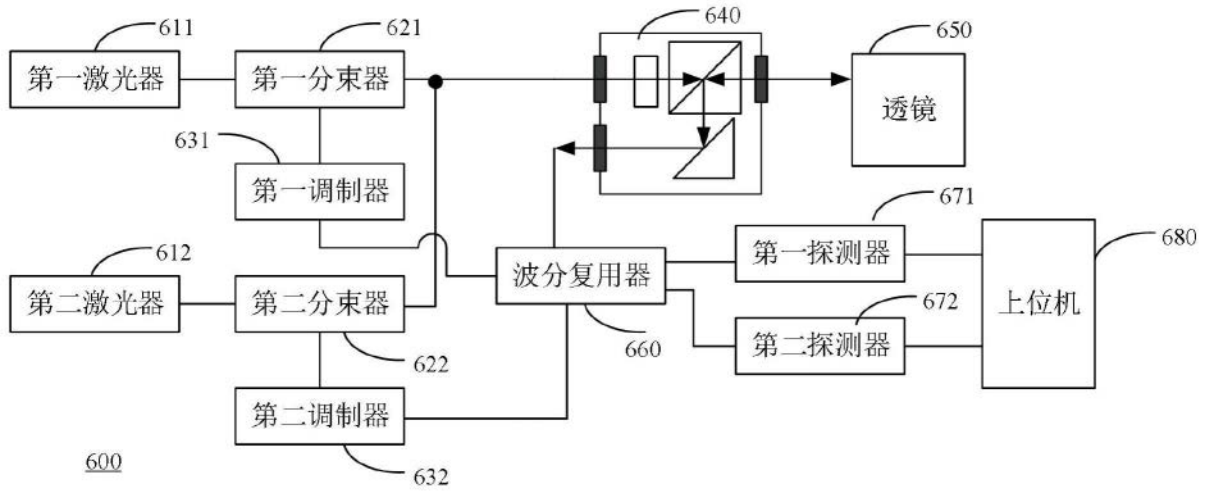 611
621
640
650
第一激光器
第一分束器
透镜
631
第一调制器
671
680
612
第一探测器
波分复用器
第二激光器
第二分束器
672
上位机
660
622
第二探测器
第二调制器
600
632